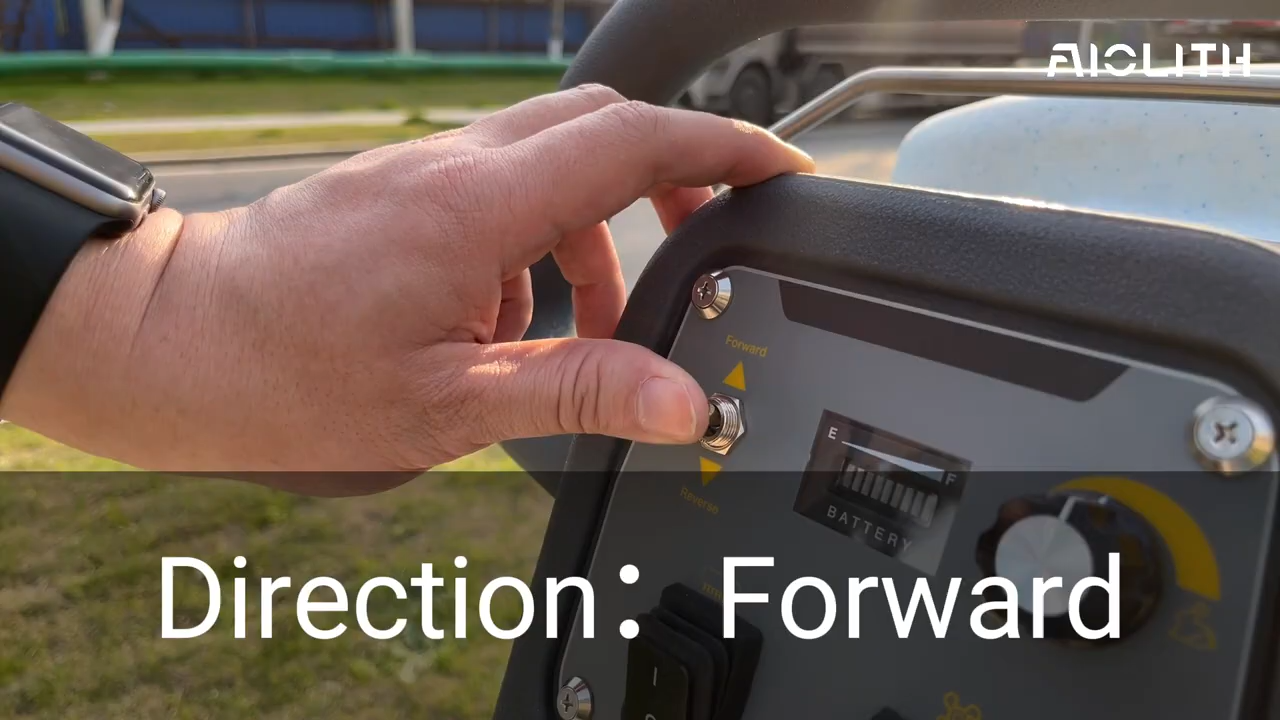 AIOLITH
Forward
E
F
BATTERY
Reverse
Direction：Forward
I